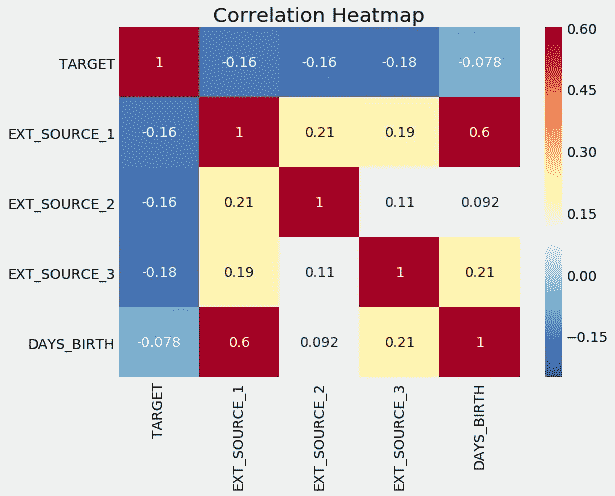 Correlation Heatmap
TARGET 1 -0.16 -0.16 -0.18 -0.078
EXT_SOURCE_1 -0.16 1 0.21 0.19 0.6
EXT_SOURCE_2 -0.16 0.21 1 0.11 0.092
EXT_SOURCE_3 -0.18 0.19 0.11 1 0.21
DAYS_BIRTH -0.078 0.6 0.092 0.21 1
TARGET
EXT_SOURCE_1
EXT_SOURCE_2
EXT_SOURCE_3
DAYS_BIRTH
0.60
0.45
0.30
0.15
0.00
−0.15